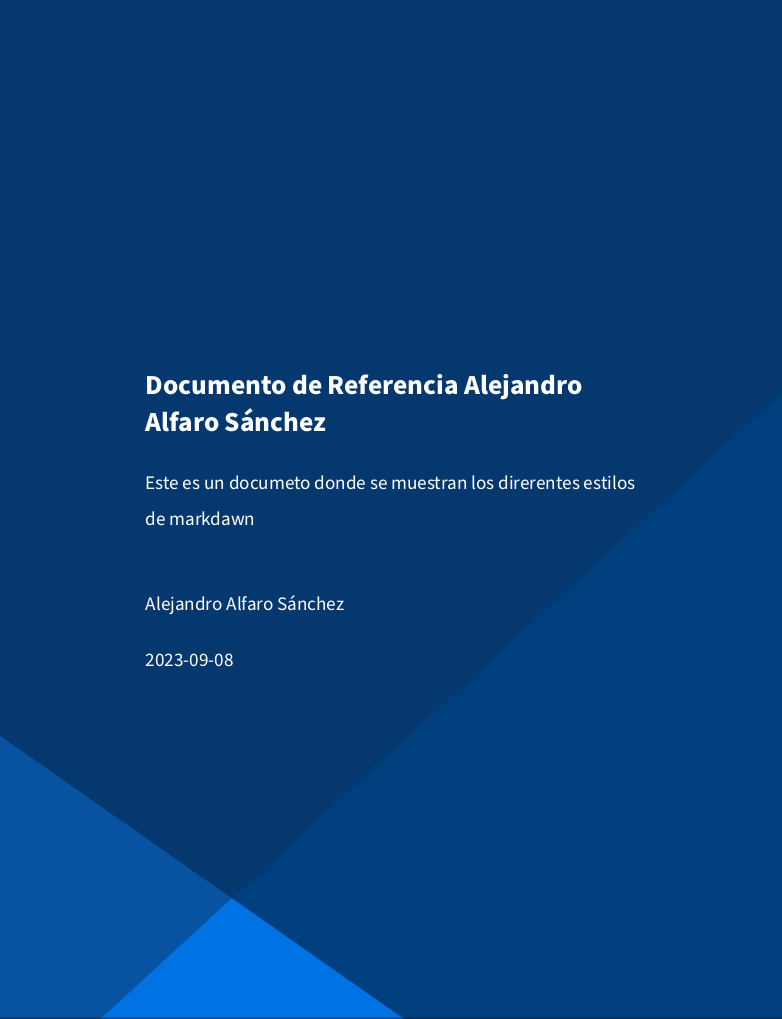 Documento de Referencia Alejandro
Alfaro Sánchez
Este es un documeto donde se muestran los direrentes estilos
de markdawn
Alejandro Alfaro Sánchez
2023-09-08